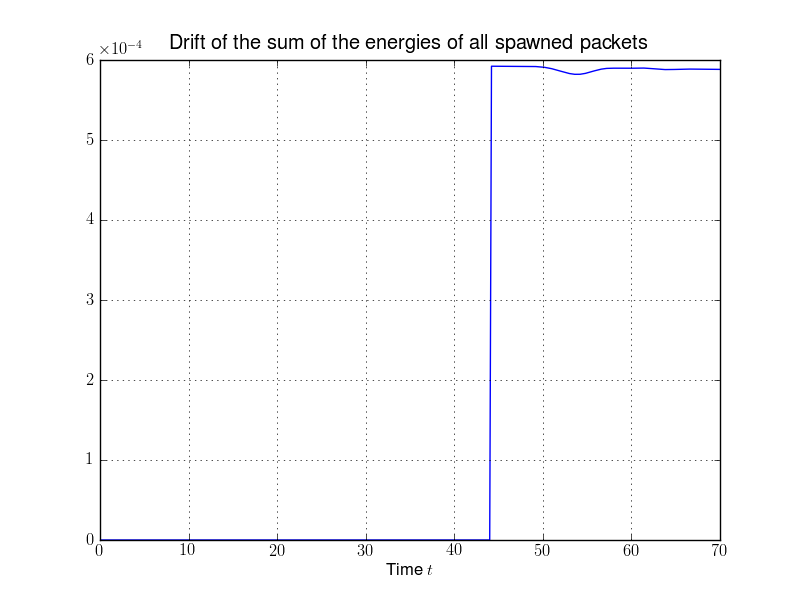 ×10⁻⁴
Drift of the sum of the energies of all spawned packets
6
5
4
3
2
1
0
0 10 20 30 40 50 60 70
Time t